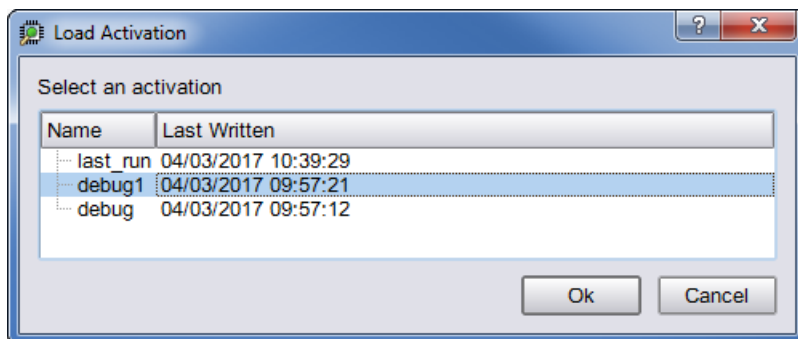 Load Activation
? X
Select an activation
Name Last Written
last_run 04/03/2017 10:39:29
debug1 04/03/2017 09:57:21
debug 04/03/2017 09:57:12
Ok Cancel